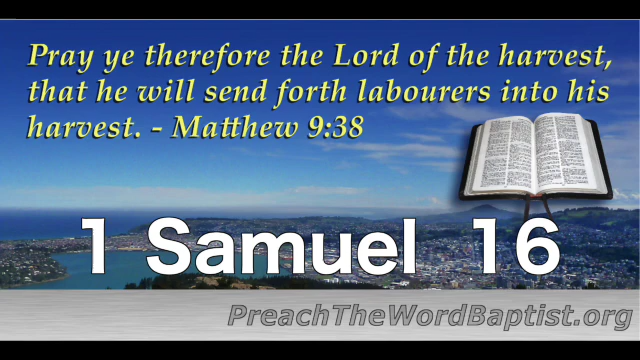 Pray ye therefore the Lord of the harvest,
that he will send forth labourers into his
harvest. - Matthew 9:38
1 Samuel 16
PreachTheWordBaptist.org